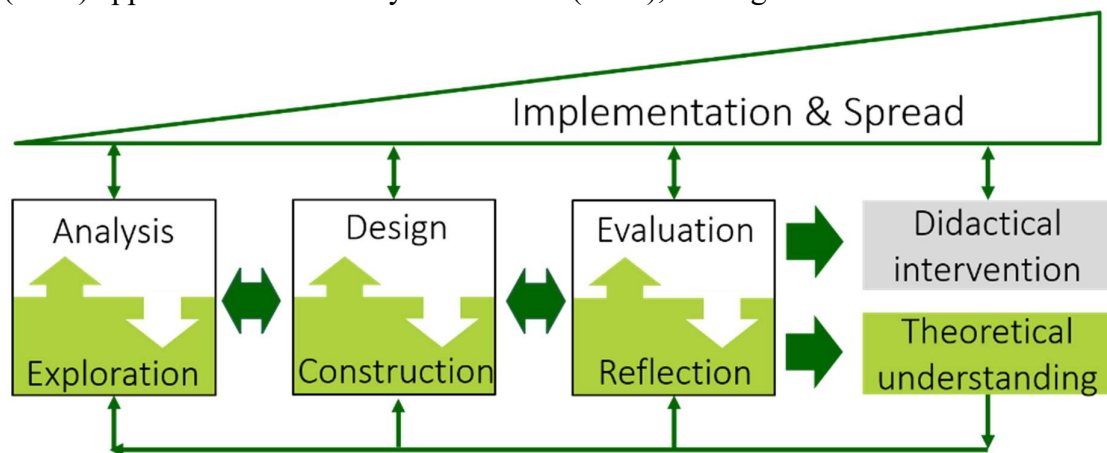 Implementation & Spread
Analysis
Exploration
Design
Construction
Evaluation
Reflection
Didactical
intervention
Theoretical
understanding